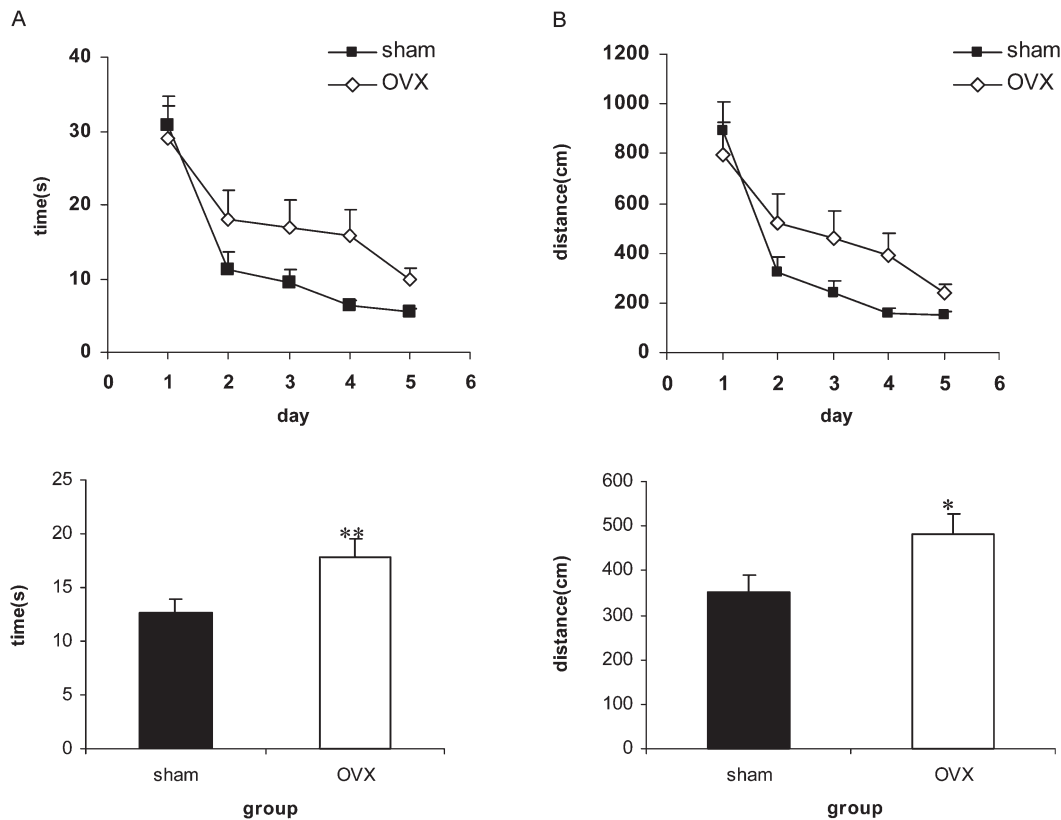 A
sham
OVX
40
30
20
10
0
time(s)
0 1 2 3 4 5 6
day
B
sham
OVX
1200
1000
800
600
400
200
0
distance(cm)
0 1 2 3 4 5 6
day
25
20
15
10
5
0
time(s)
**
sham OVX
group
600
500
400
300
200
100
0
distance(cm)
*
sham OVX
group